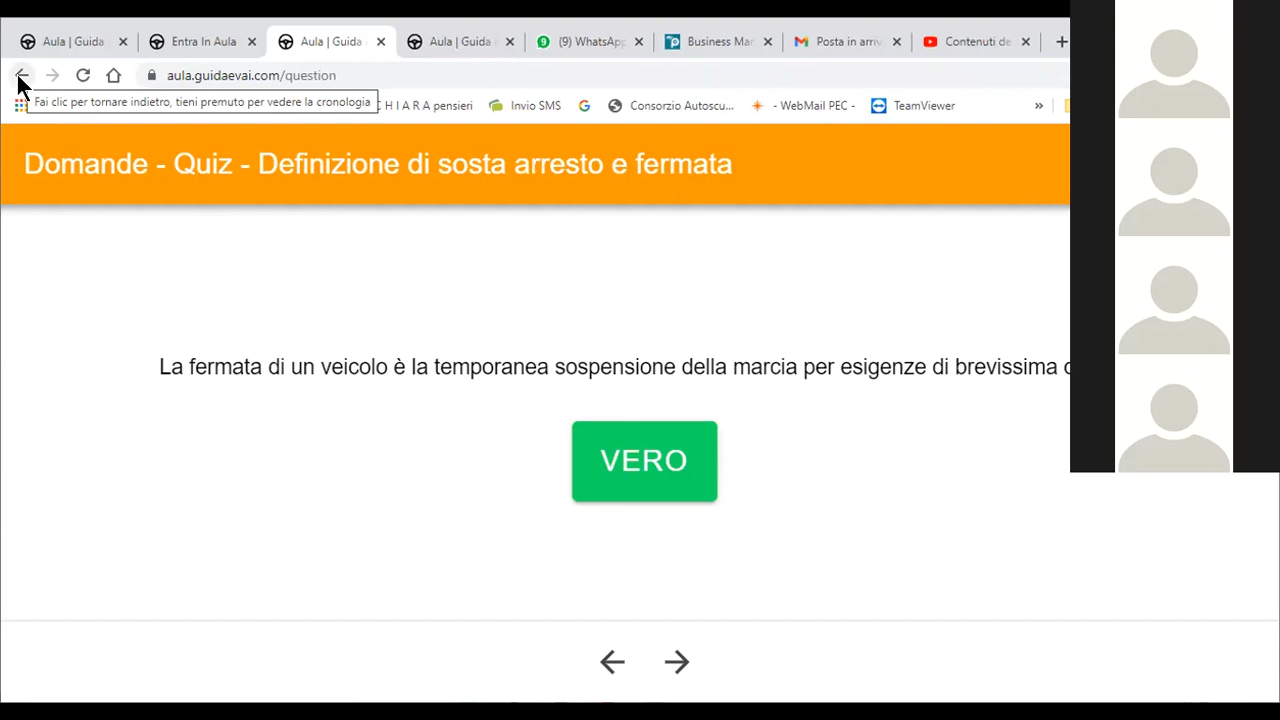 Aula | Guida
Entra In Aula
Aula | Guida -
Aula | Guida
9 (9) WhatsApp
Business Mar
Posta in arriv
Contenuti de
aula.guidaevai.com/question
Fai clic per tornare indietro, tieni premuto per vedere la cronologia
C H I A R A pensieri
Invio SMS
Consorzio Autoscu...
- WebMail PEC -
TeamViewer
»
Domande - Quiz - Definizione di sosta arresto e fermata
La fermata di un veicolo è la temporanea sospensione della marcia per esigenze di brevissima
VERO